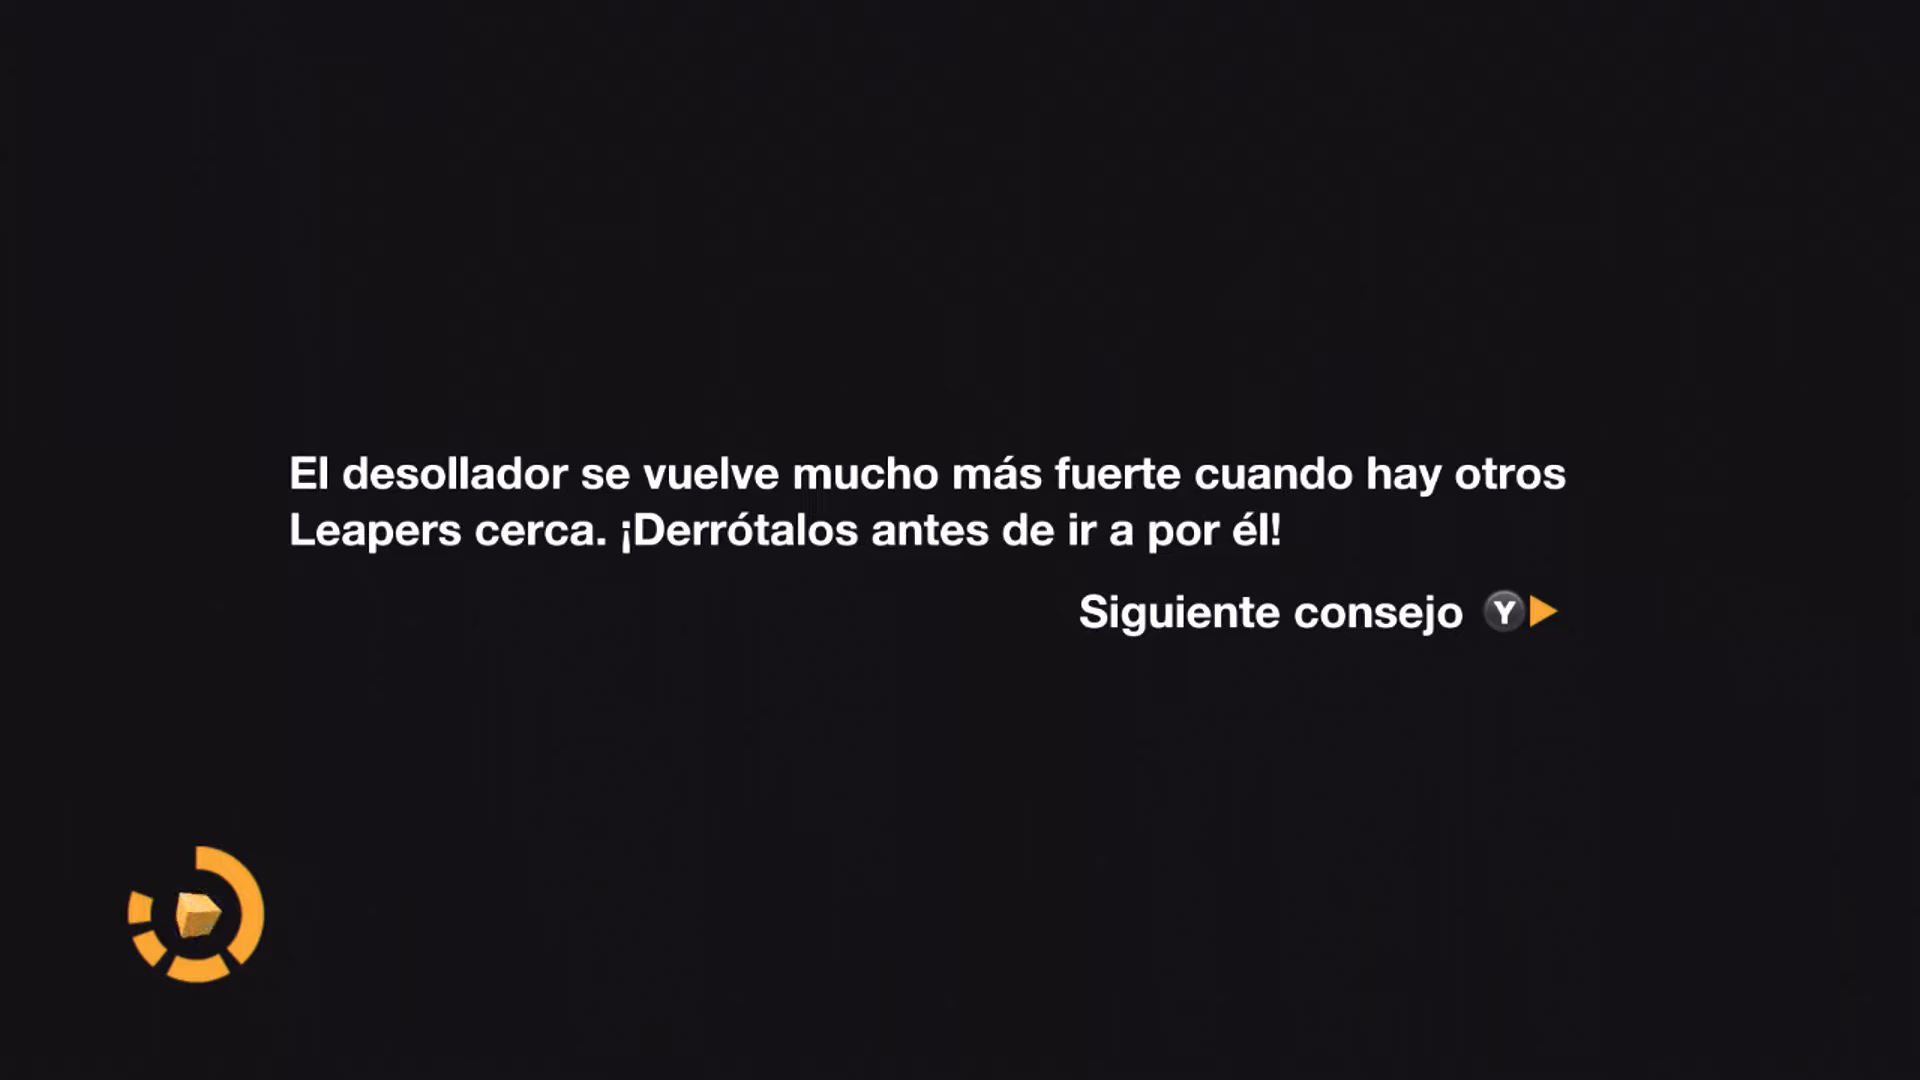 El desollador se vuelve mucho más fuerte cuando hay otros
Leapers cerca. ¡Derrótalos antes de ir a por él!
Siguiente consejo Y